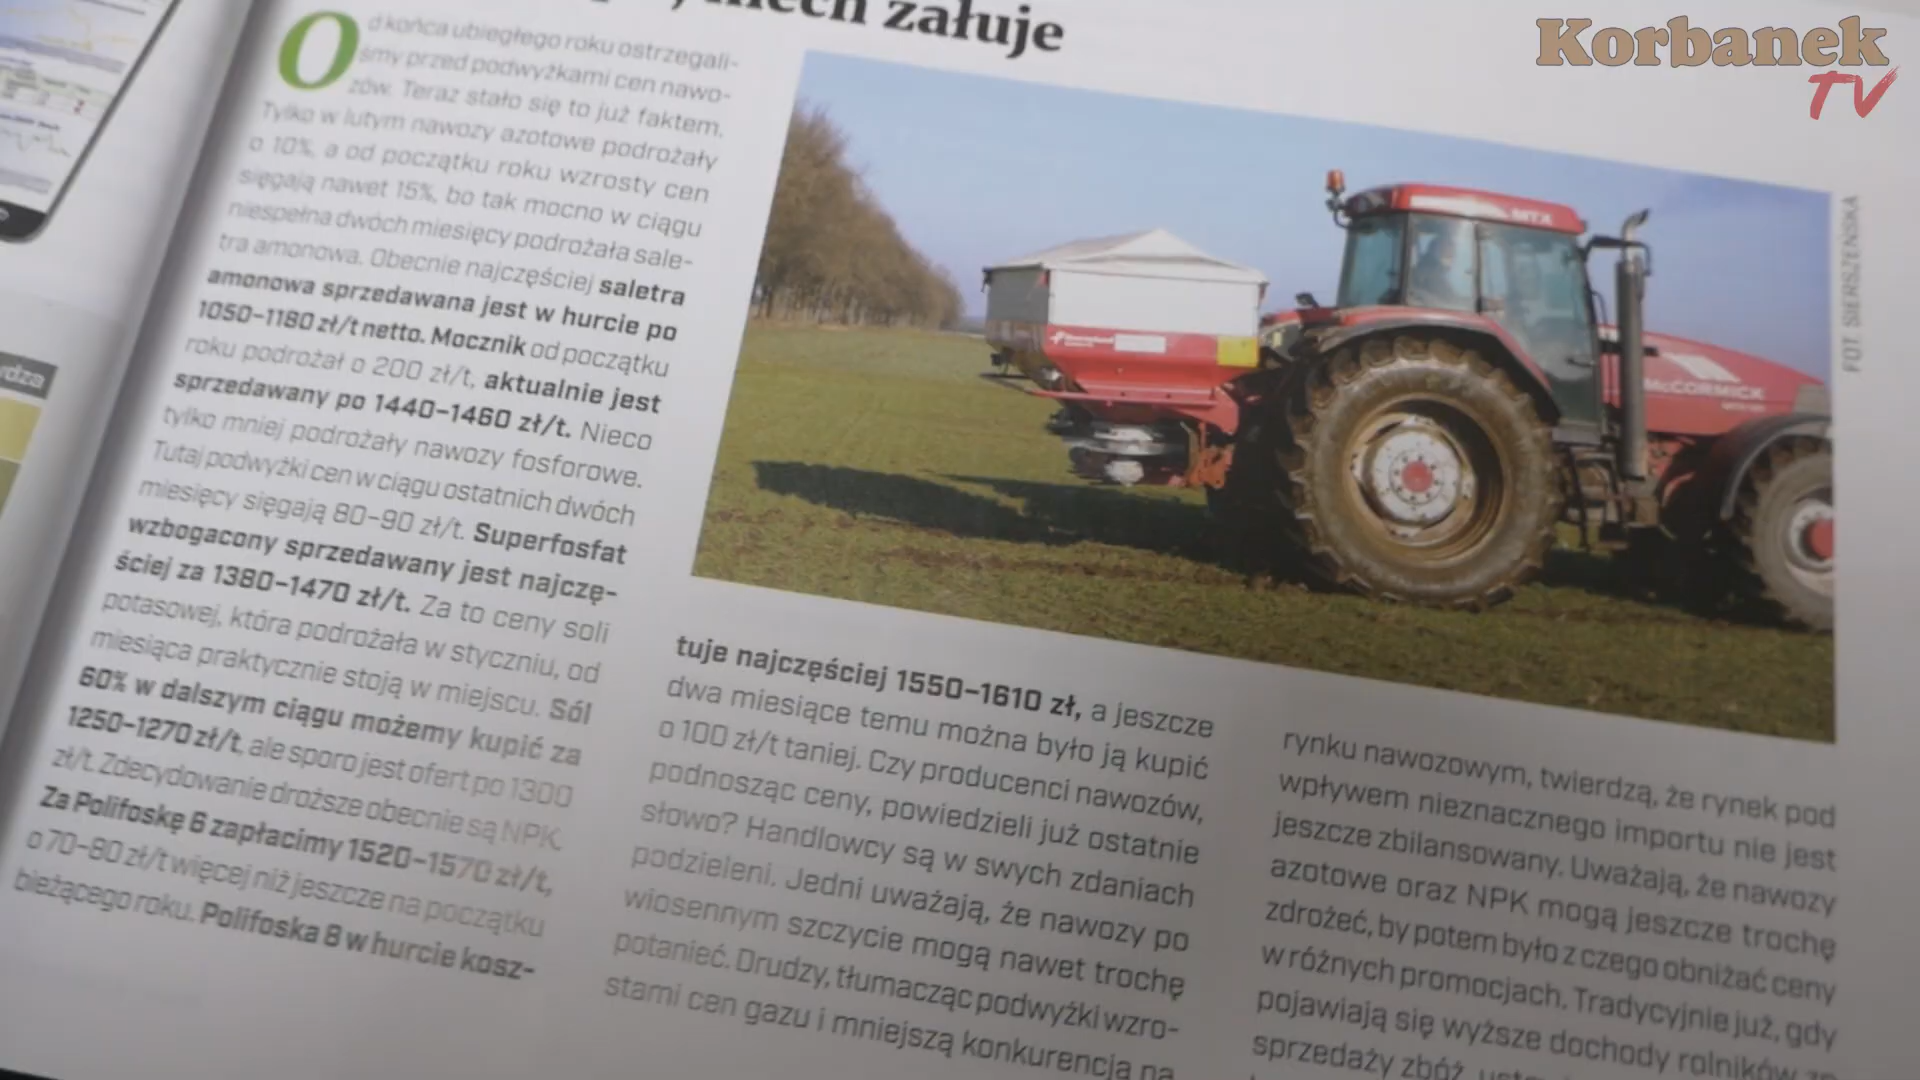 żałuje
Korbanek
TV
Od końca ubiegłego roku ostrzegali-
śmy przed podwyżkami cen nawo-
zów. Teraz stało się to już faktem.
Tylko w lutym nawozy azotowe podrożały
o 10%, a od początku roku wzrosty cen
sięgają nawet 15%, bo tak mocno w ciągu
niespełna dwóch miesięcy podrożała sale-
tra amonowa. Obecnie najczęściej saletra
amonowa sprzedawana jest w hurcie po
1050–1180 zł/t netto. Mocznik od początku
roku podrożał o 200 zł/t, aktualnie jest
sprzedawany po 1440–1460 zł/t. Nieco
tylko mniej podrożały nawozy fosforowe.
Tutaj podwyżki cen w ciągu ostatnich dwóch
miesięcy sięgają 80–90 zł/t. Superfosfat
wzbogacony sprzedawany jest najczę-
ściej za 1380–1470 zł/t. Za to ceny soli
potasowej, która podrożała w styczniu, od
miesiąca praktycznie stoją w miejscu. Sól
60% w dalszym ciągu możemy kupić za
1250–1270 zł/t, ale sporo jest ofert po 1300
zł/t. Zdecydowanie droższe obecnie są NPK.
Za Polifoskę 6 zapłacimy 1520–1570 zł/t,
o 70–80 zł/t więcej niż jeszcze na początku
bieżącego roku. Polifoska 8 w hurcie kosz-
MTX
McCORMICK
FOT. SIERSZEŃSKA
tuje najczęściej 1550–1610 zł, a jeszcze
dwa miesiące temu można było ją kupić
o 100 zł/t taniej. Czy producenci nawozów,
podnosząc ceny, powiedzieli już ostatnie
słowo? Handlowcy są w swych zdaniach
podzieleni. Jedni uważają, że nawozy po
wiosennym szczycie mogą nawet trochę
potanieć. Drudzy, tłumacząc podwyżki wzro-
stami cen gazu i mniejszą konkurencją na
rynku nawozowym, twierdzą, że rynek pod
wpływem nieznacznego importu nie jest
jeszcze zbilansowany. Uważają, że nawozy
azotowe oraz NPK mogą jeszcze trochę
zdrożeć, by potem było z czego obniżać ceny
w różnych promocjach. Tradycyjnie już, gdy
pojawiają się wyższe dochody rolników ze
sprzedaży zbóż,